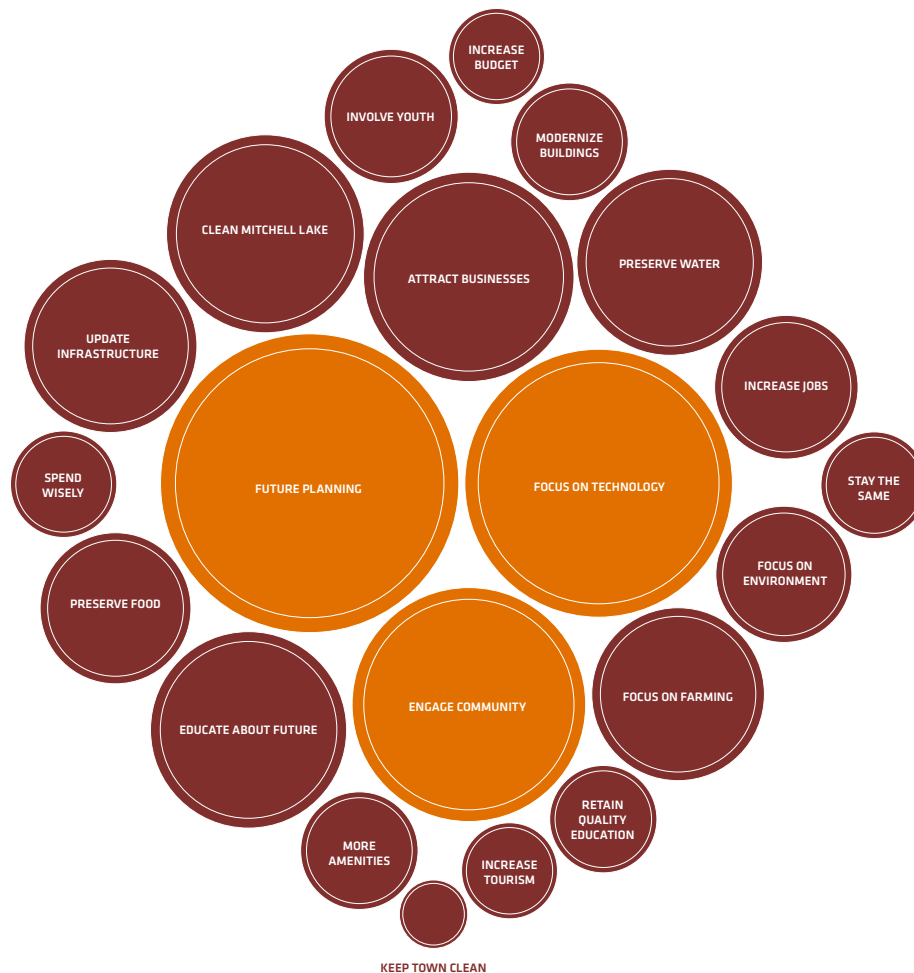 INCREASE
BUDGET
INVOLVE YOUTH
MODERNIZE
BUILDINGS
CLEAN MITCHELL LAKE
PRESERVE WATER
ATTRACT BUSINESSES
UPDATE
INFRASTRUCTURE
INCREASE JOBS
SPEND
WISELY
FUTURE PLANNING
FOCUS ON TECHNOLOGY
STAY THE
SAME
FOCUS ON
ENVIRONMENT
PRESERVE FOOD
FOCUS ON FARMING
ENGAGE COMMUNITY
EDUCATE ABOUT FUTURE
RETAIN
QUALITY
EDUCATION
MORE
AMENITIES
INCREASE
TOURISM
KEEP TOWN CLEAN